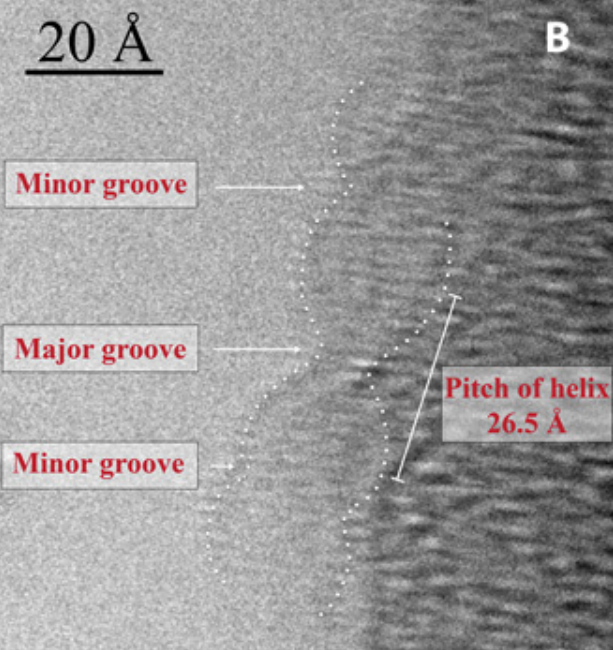 20 Å
B
Minor groove
Major groove
Pitch of helix
26.5 Å
Minor groove